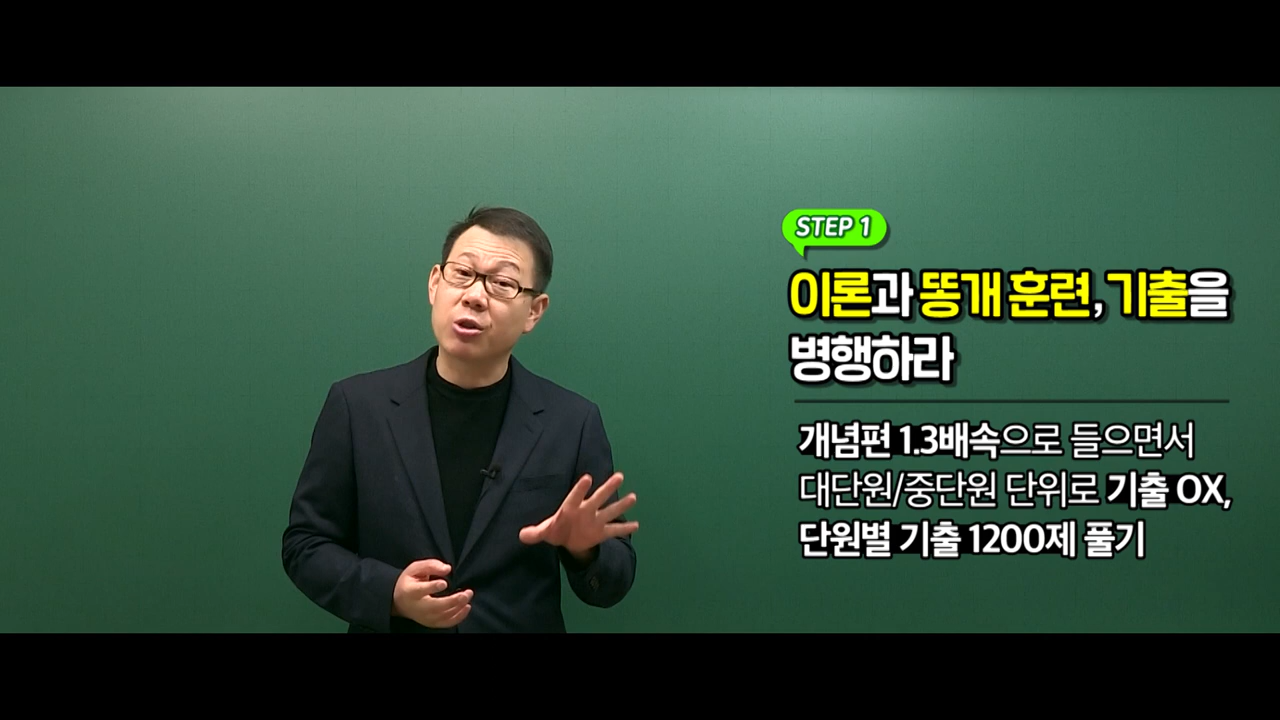 STEP 1
이론과 똥개 훈련, 기출을
병행하라
개념편 1.3배속으로 들으면서
대단원/중단원 단위로 기출 OX,
단원별 기출 1200제 풀기